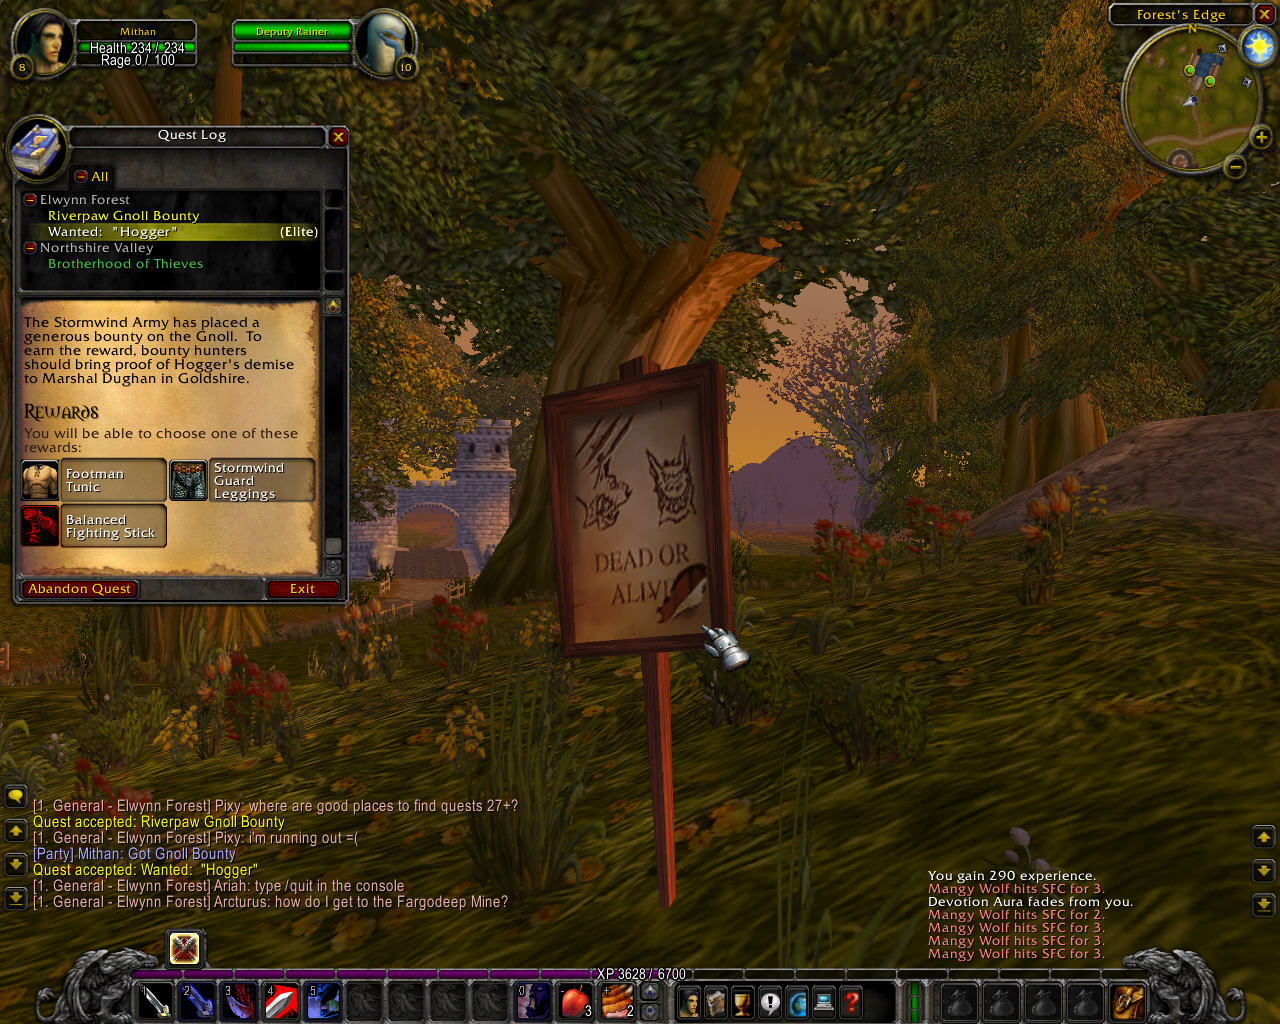 Mithan
Health 234 / 234
Rage 0 / 100
8
Deputy Rainer
10
Forest's Edge
N
Quest Log
All
Elwynn Forest
Riverpaw Gnoll Bounty
Wanted: "Hogger" (Elite)
Northshire Valley
Brotherhood of Thieves
The Stormwind Army has placed a
generous bounty on the Gnoll. To
earn the reward, bounty hunters
should bring proof of Hogger's demise
to Marshal Dughan in Goldshire.
Rewards
You will be able to choose one of these
rewards:
Footman
Tunic
Stormwind
Guard
Leggings
Balanced
Fighting Stick
Abandon Quest
Exit
DEAD OR
ALIVE
[1. General - Elwynn Forest] Pixy: where are good places to find quests 27+?
Quest accepted: Riverpaw Gnoll Bounty
[1. General - Elwynn Forest] Pixy: i'm running out =(
[Party] Mithan: Got Gnoll Bounty
Quest accepted: Wanted: "Hogger"
[1. General - Elwynn Forest] Ariah: type /quit in the console
[1. General - Elwynn Forest] Arcturus: how do I get to the Fargodeep Mine?
You gain 290 experience.
Mangy Wolf hits SFC for 3.
Devotion Aura fades from you.
Mangy Wolf hits SFC for 2.
Mangy Wolf hits SFC for 3.
Mangy Wolf hits SFC for 3.
Mangy Wolf hits SFC for 3.
XP 3628 / 6700
1
2
3
4
5
0
-
3
+
2